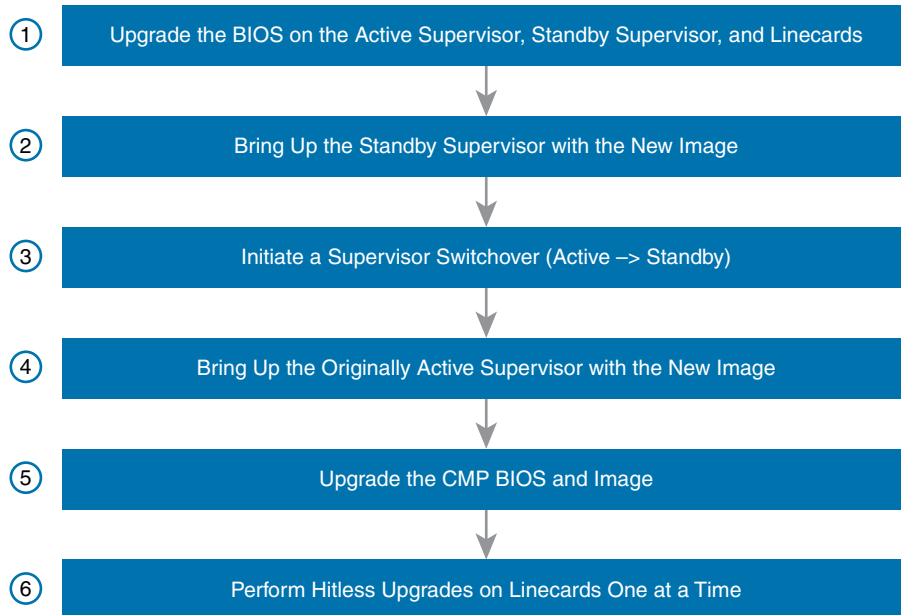 1 Upgrade the BIOS on the Active Supervisor, Standby Supervisor, and Linecards
2 Bring Up the Standby Supervisor with the New Image
3 Initiate a Supervisor Switchover (Active –> Standby)
4 Bring Up the Originally Active Supervisor with the New Image
5 Upgrade the CMP BIOS and Image
6 Perform Hitless Upgrades on Linecards One at a Time